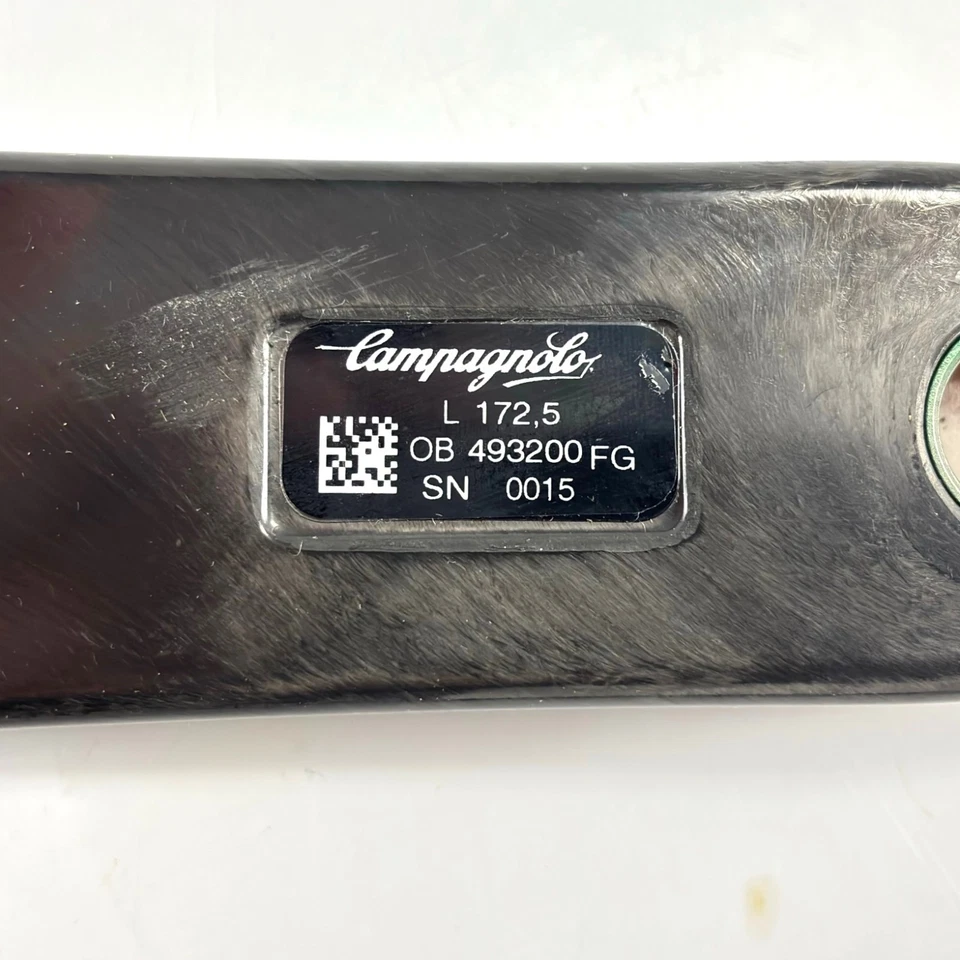 Campagnolo
L 172,5
OB 493200 FG
SN 0015